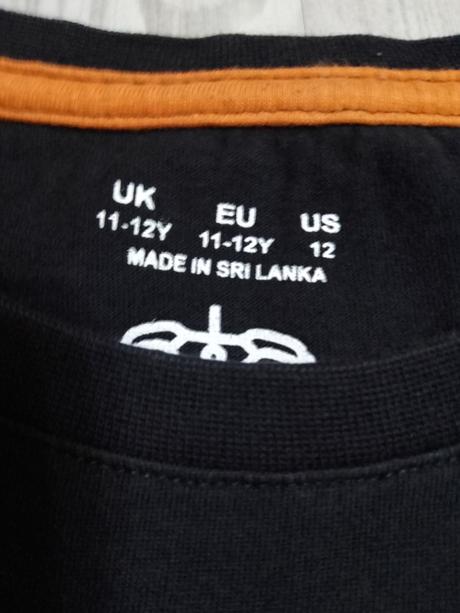 UK EU US
11-12Y 11-12Y 12
MADE IN SRI LANKA